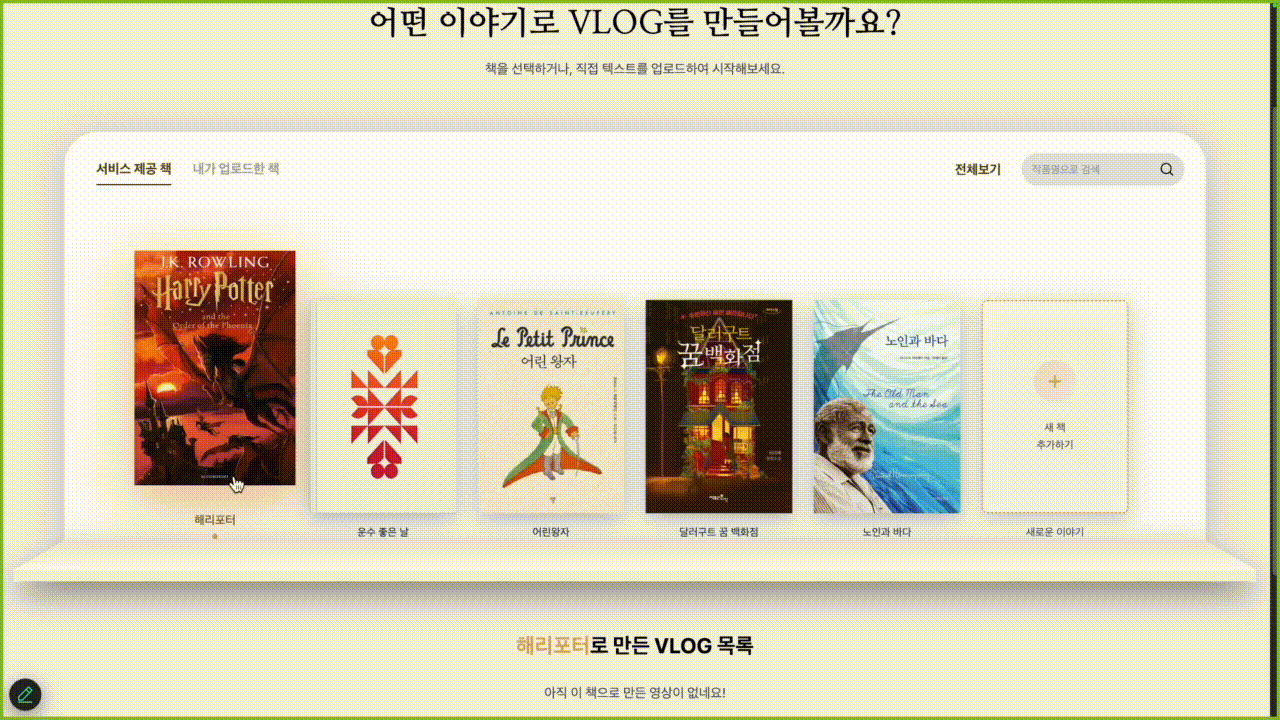 어떤 이야기로 VLOG를 만들어볼까요?
책을 선택하거나, 직접 텍스트를 업로드하여 시작해보세요.
서비스 제공 책
내가 업로드한 책
전체보기
작품명으로 검색
J.K. ROWLING
Harry Potter
and the
Order of the Phoenix
해리포터
운수 좋은 날
ANTOINE DE SAINT-EXUPÉRY
Le Petit Prince
어린 왕자
어린왕자
달러구트
꿈 백화점
달러구트 꿈 백화점
노인과 바다
The Old Man
and the Sea
노인과 바다
+
새 책
추가하기
새로운 이야기
해리포터로 만든 VLOG 목록
아직 이 책으로 만든 영상이 없네요!